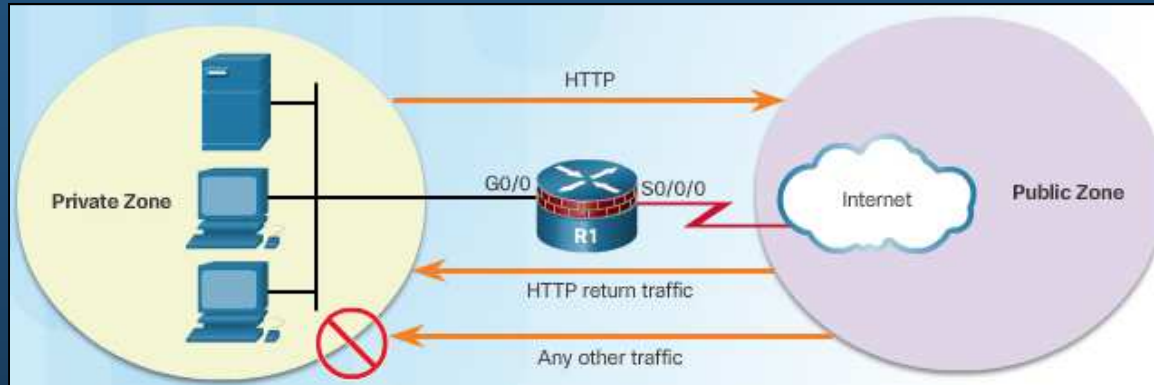 HTTP
Private Zone
G0/0
S0/0/0
R1
Internet
Public Zone
HTTP return traffic
Any other traffic